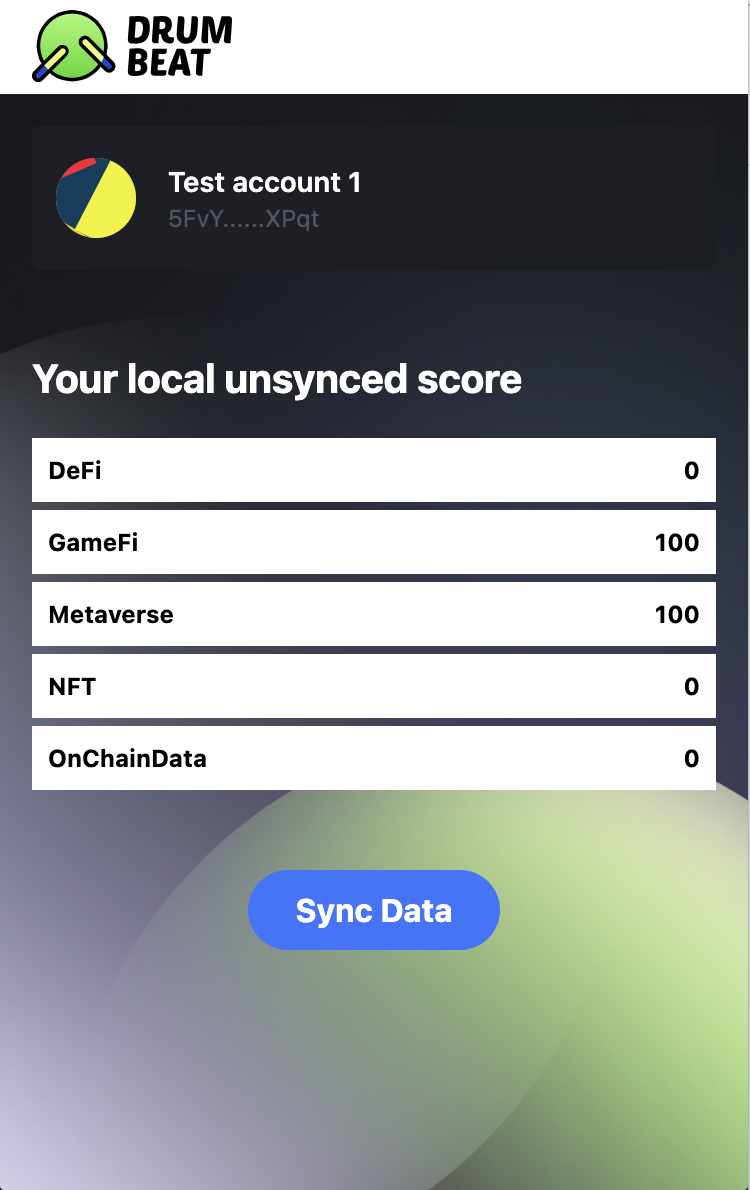 DRUM
BEAT
Test account 1
5FvY......XPqt
Your local unsynced score
DeFi 0
GameFi 100
Metaverse 100
NFT 0
OnChainData 0
Sync Data